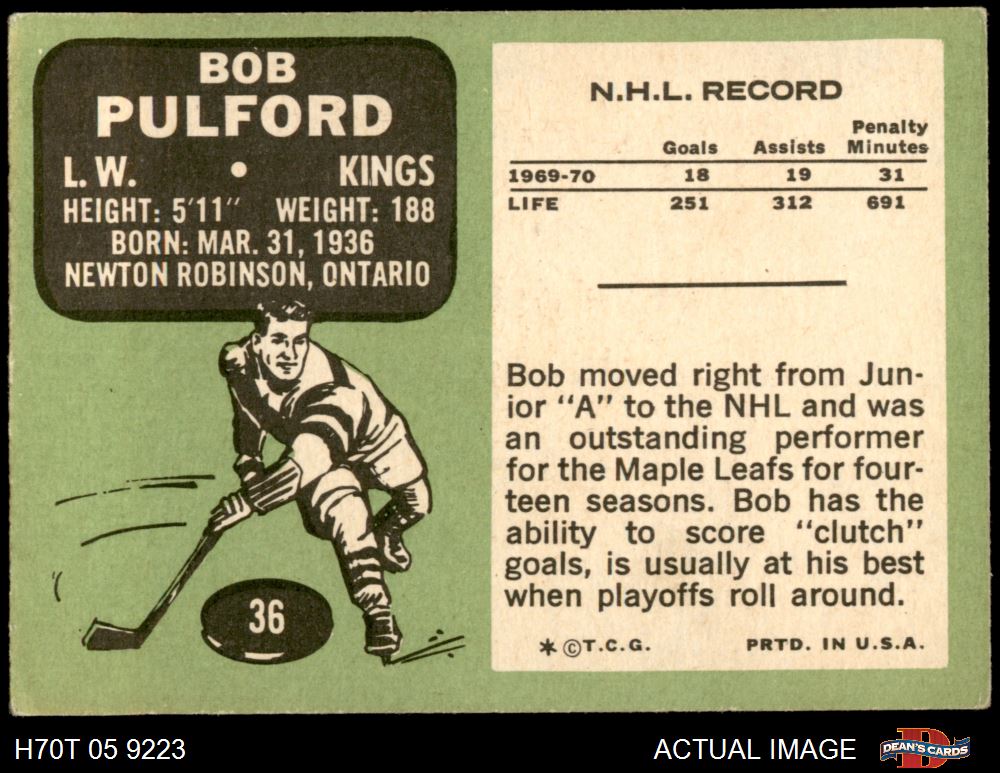 BOB
PULFORD
L. W. • KINGS
HEIGHT: 5'11" WEIGHT: 188
BORN: MAR. 31, 1936
NEWTON ROBINSON, ONTARIO
36
N.H.L. RECORD
Goals Assists Penalty Minutes
1969-70 18 19 31
LIFE 251 312 691
Bob moved right from Jun-
ior "A" to the NHL and was
an outstanding performer
for the Maple Leafs for four-
teen seasons. Bob has the
ability to score "clutch"
goals, is usually at his best
when playoffs roll around.
* © T.C.G. PRTD. IN U.S.A.
H70T 05 9223 ACTUAL IMAGE
D
DEAN'S CARDS